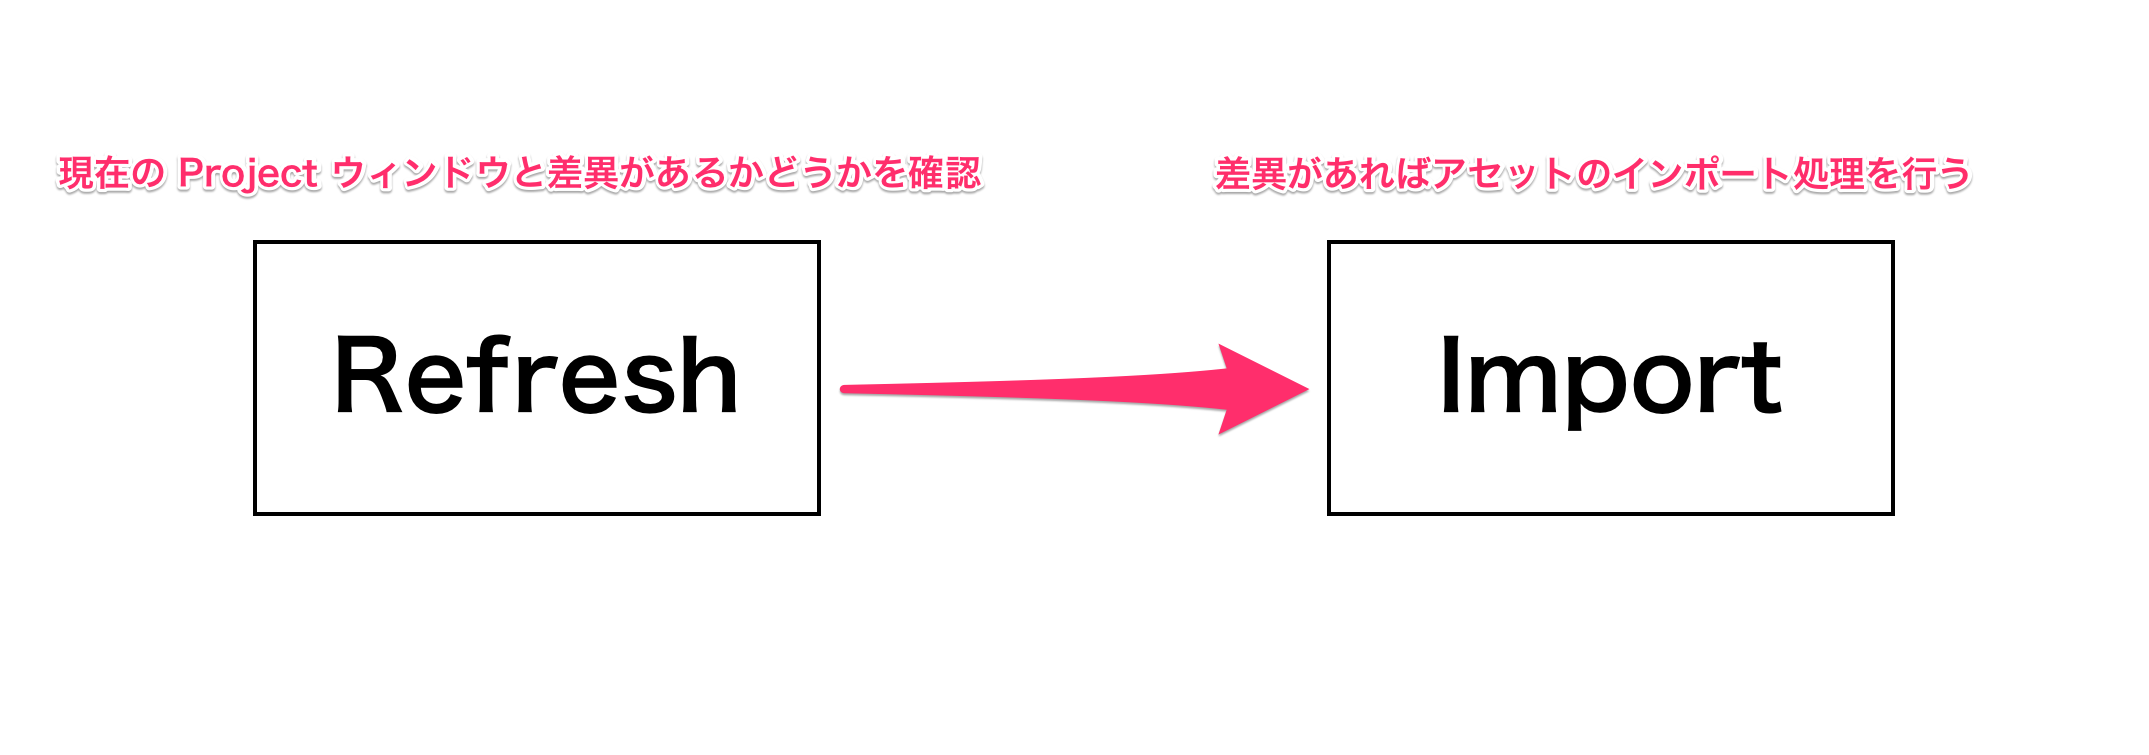 現在の Project ウィンドウと差異があるかどうかを確認
差異があればアセットのインポート処理を行う
Refresh
Import